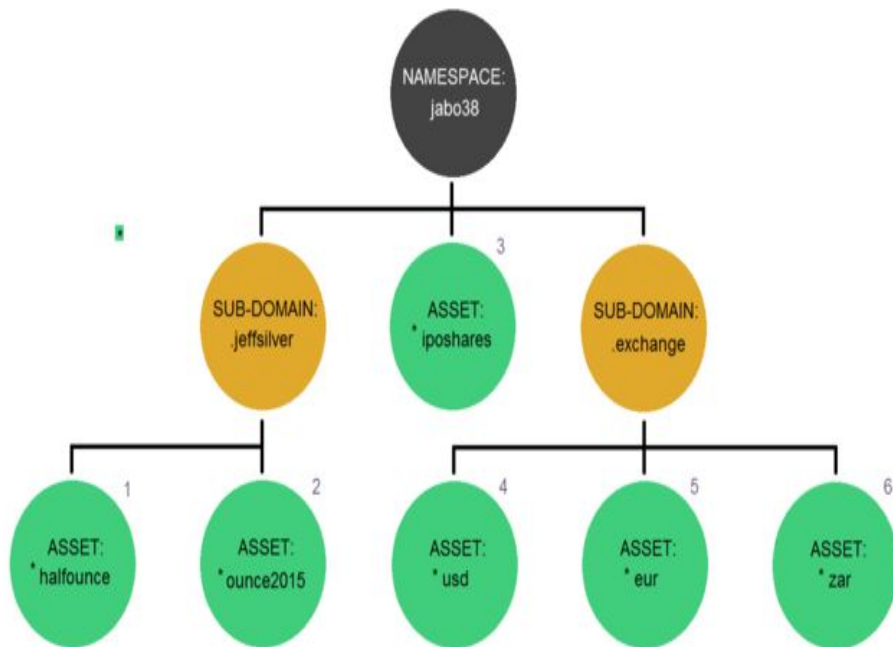 NAMESPACE:
jabo38
3
SUB-DOMAIN:
.jeffsilver
ASSET:
* iposhares
SUB-DOMAIN:
.exchange
1
2
4
5
6
ASSET:
* halfounce
ASSET:
* ounce2015
ASSET:
* usd
ASSET:
* eur
ASSET:
* zar